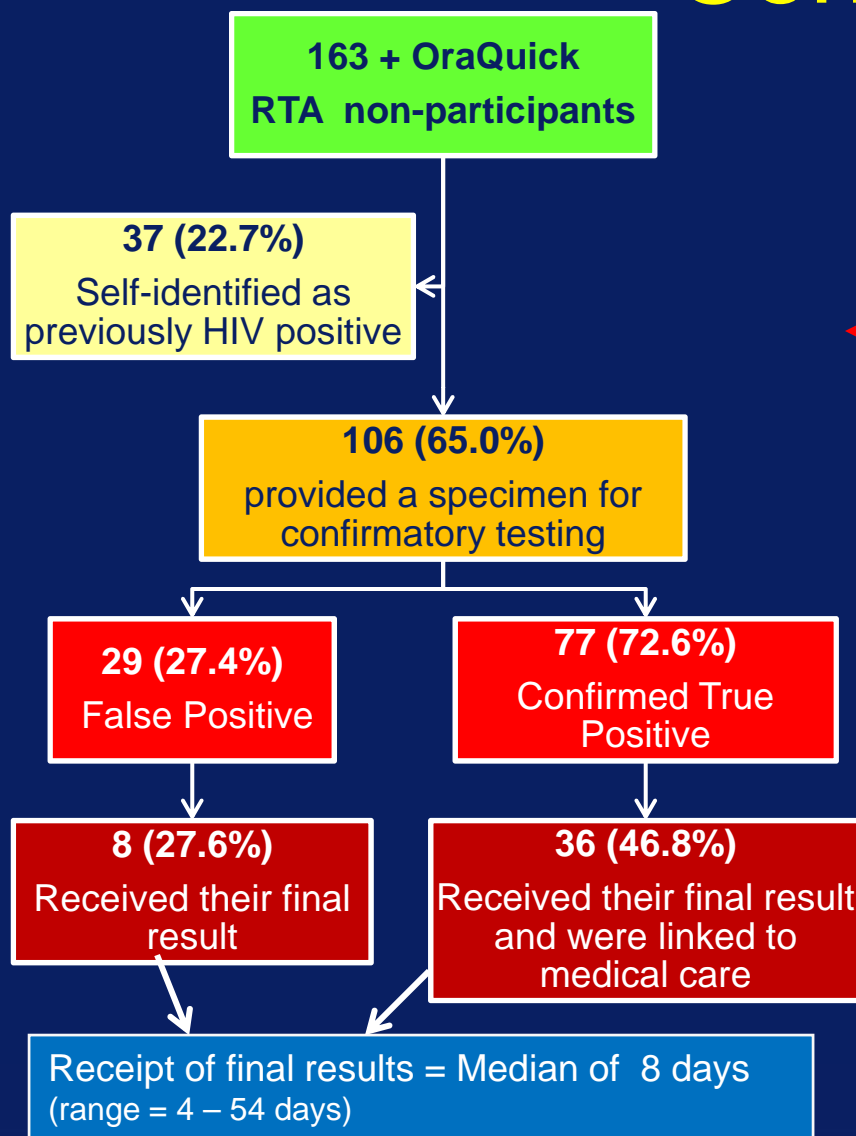 163 + OraQuick
RTA non-participants
37 (22.7%)
Self-identified as
previously HIV positive
106 (65.0%)
provided a specimen for
confirmatory testing
29 (27.4%)
False Positive
77 (72.6%)
Confirmed True
Positive
8 (27.6%)
Received their final
result
36 (46.8%)
Received their final result
and were linked to
medical care
Receipt of final results = Median of 8 days
(range = 4 – 54 days)